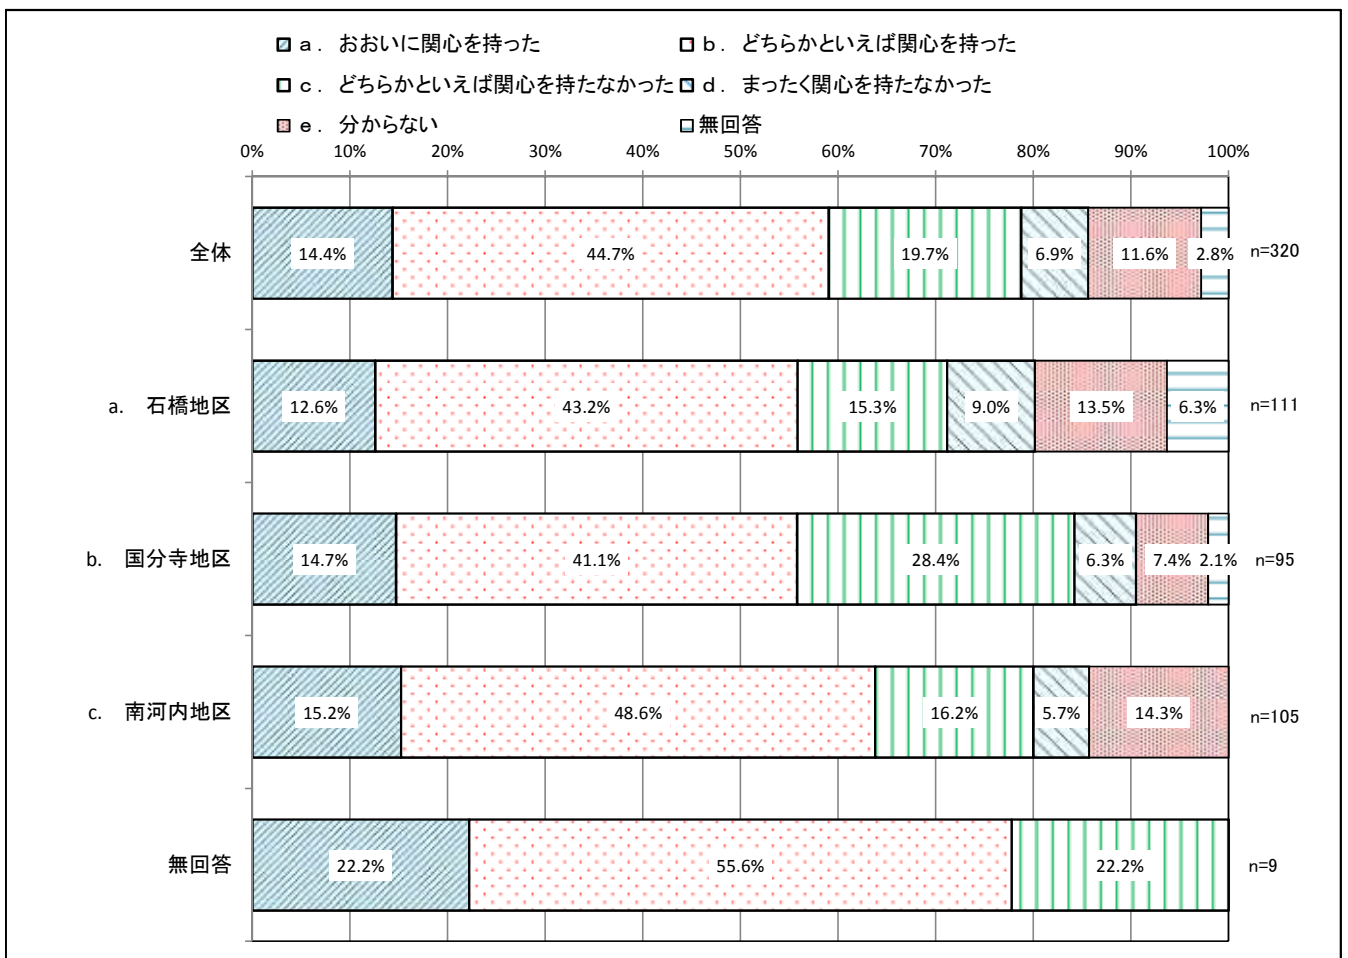 ａ． おおいに関心を持った ｂ． どちらかといえば関心を持った
ｃ． どちらかといえば関心を持たなかった ｄ． まったく関心を持たなかった
ｅ． 分からない 無回答
0% 10% 20% 30% 40% 50% 60% 70% 80% 90% 100%
全体 14.4% 44.7% 19.7% 6.9% 11.6% 2.8% n=320
a. 石橋地区 12.6% 43.2% 15.3% 9.0% 13.5% 6.3% n=111
b. 国分寺地区 14.7% 41.1% 28.4% 6.3% 7.4% 2.1% n=95
c. 南河内地区 15.2% 48.6% 16.2% 5.7% 14.3% n=105
無回答 22.2% 55.6% 22.2% n=9